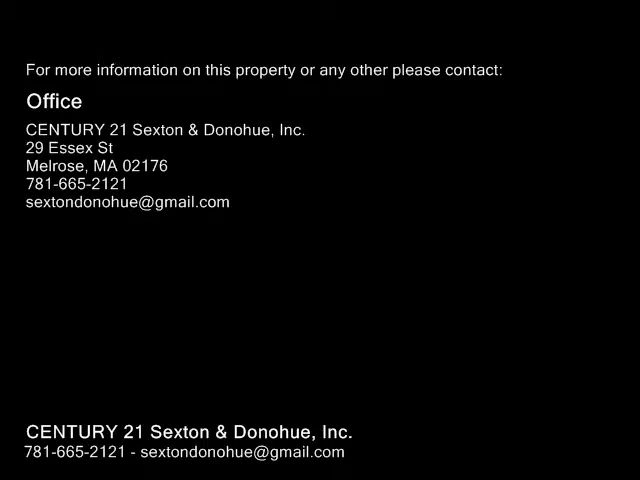 For more information on this property or any other please contact:
Office
CENTURY 21 Sexton & Donohue, Inc.
29 Essex St
Melrose, MA 02176
781-665-2121
sextondonohue@gmail.com
CENTURY 21 Sexton & Donohue, Inc.
781-665-2121 - sextondonohue@gmail.com